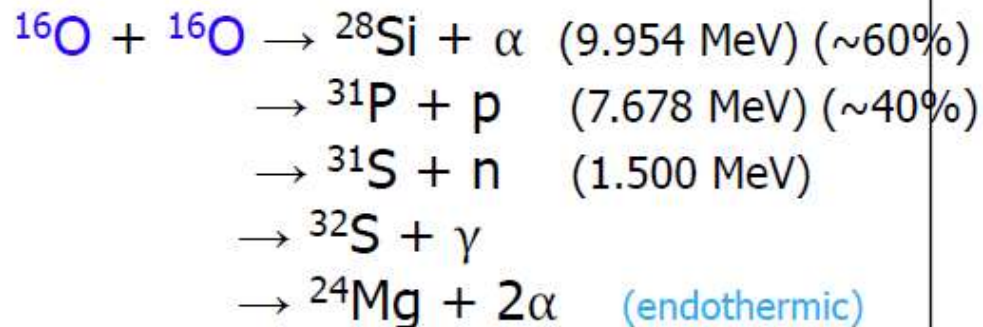 ¹⁶O + ¹⁶O → ²⁸Si + α (9.954 MeV) (~60%)
→ ³¹P + p (7.678 MeV) (~40%)
→ ³¹S + n (1.500 MeV)
→ ³²S + γ
→ ²⁴Mg + 2α (endothermic)